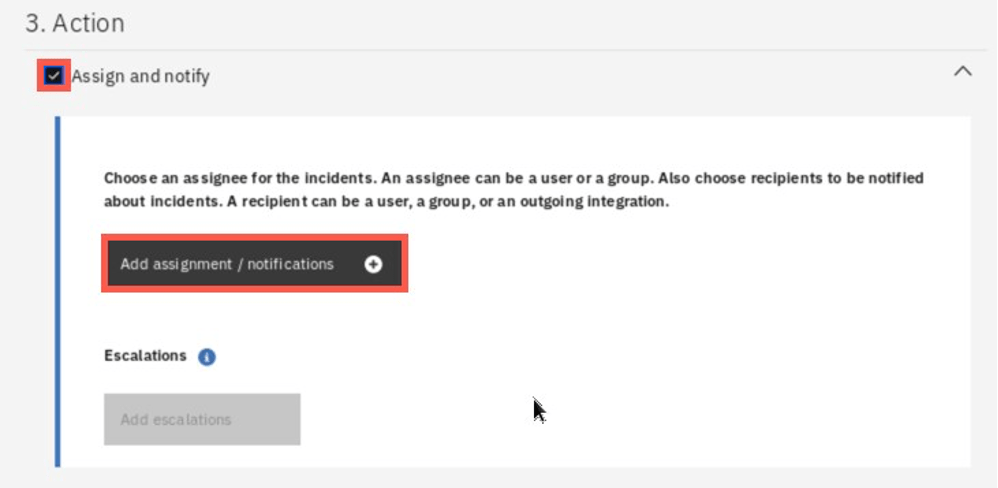 3. Action
Assign and notify
Choose an assignee for the incidents. An assignee can be a user or a group. Also choose recipients to be notified
about incidents. A recipient can be a user, a group, or an outgoing integration.
Add assignment / notifications
Escalations
Add escalations